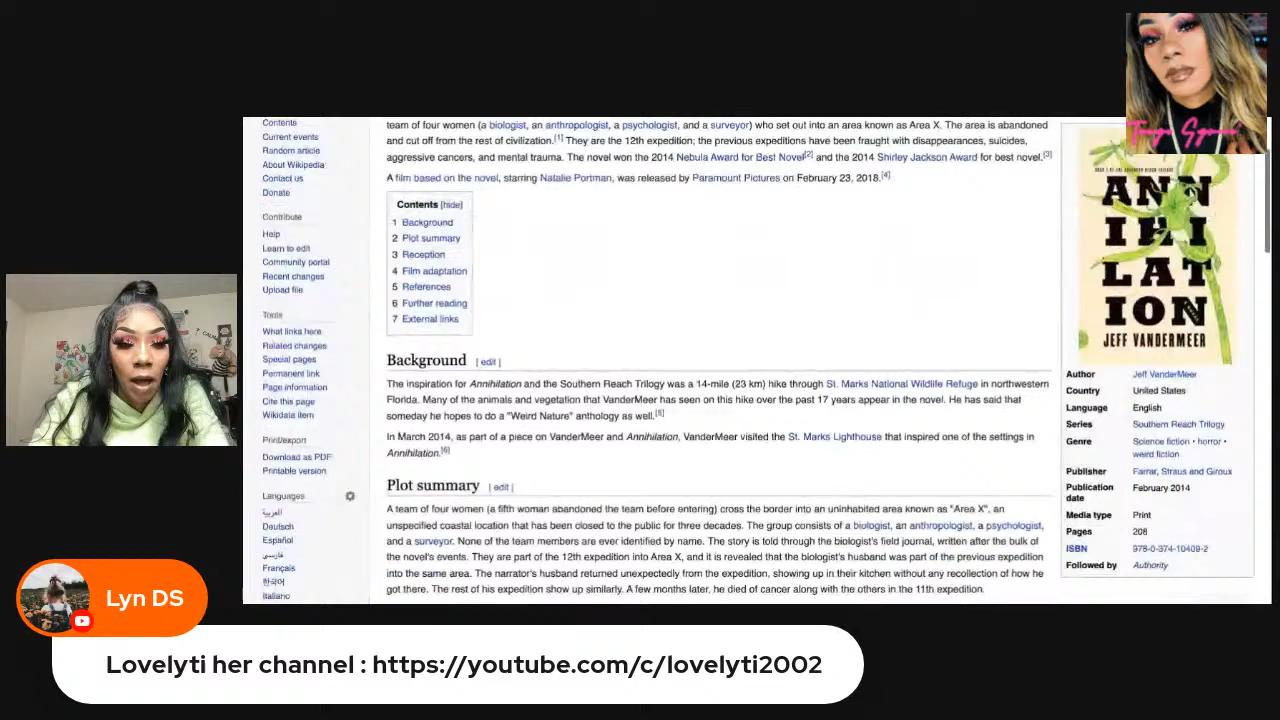 Contents
Current events
Random article
About Wikipedia
Contact us
Donate
Contribute
Help
Learn to edit
Community portal
Recent changes
Upload file
Tools
What links here
Related changes
Special pages
Permanent link
Page information
Cite this page
Wikidata item
Print/export
Download as PDF
Printable version
Languages
العربية
Deutsch
Español
فارسی
Français
한국어
Italiano
team of four women (a biologist, an anthropologist, a psychologist, and a surveyor) who set out into an area known as Area X. The area is abandoned
and cut off from the rest of civilization.[1] They are the 12th expedition; the previous expeditions have been fraught with disappearances, suicides,
aggressive cancers, and mental trauma. The novel won the 2014 Nebula Award for Best Novel[2] and the 2014 Shirley Jackson Award for best novel.[3]
A film based on the novel, starring Natalie Portman, was released by Paramount Pictures on February 23, 2018.[4]
Contents [hide]
1 Background
2 Plot summary
3 Reception
4 Film adaptation
5 References
6 Further reading
7 External links
Background [ edit ]
The inspiration for Annihilation and the Southern Reach Trilogy was a 14-mile (23 km) hike through St. Marks National Wildlife Refuge in northwestern
Florida. Many of the animals and vegetation that VanderMeer has seen on this hike over the past 17 years appear in the novel. He has said that
someday he hopes to do a "Weird Nature" anthology as well.[5]
In March 2014, as part of a piece on VanderMeer and Annihilation, VanderMeer visited the St. Marks Lighthouse that inspired one of the settings in
Annihilation.[6]
Plot summary [ edit ]
A team of four women (a fifth woman abandoned the team before entering) cross the border into an uninhabited area known as "Area X", an
unspecified coastal location that has been closed to the public for three decades. The group consists of a biologist, an anthropologist, a psychologist,
and a surveyor. None of the team members are ever identified by name. The story is told through the biologist's field journal, written after the bulk of
the novel's events. They are part of the 12th expedition into Area X, and it is revealed that the biologist's husband was part of the previous expedition
into the same area. The narrator's husband returned unexpectedly from the expedition, showing up in their kitchen without any recollection of how he
got there. The rest of his expedition show up similarly. A few months later, he died of cancer along with the others in the 11th expedition.
ANN
IHI
LAT
ION
JEFF VANDERMEER
Author Jeff VanderMeer
Country United States
Language English
Series Southern Reach Trilogy
Genre Science fiction • horror •
weird fiction
Publisher Farrar, Straus and Giroux
Publication date February 2014
Media type Print
Pages 208
ISBN 978-0-374-10409-2
Followed by Authority
Lyn DS
Lovelyti her channel : https://youtube.com/c/lovelyti2002